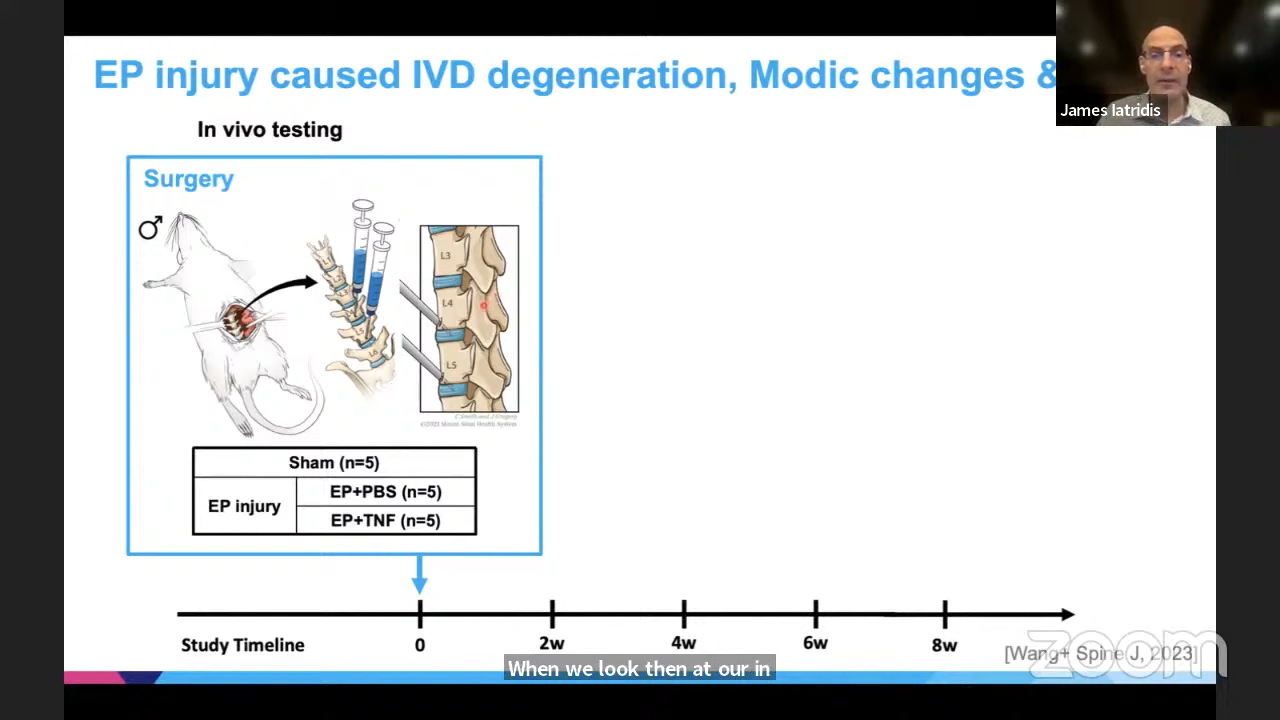 EP injury caused IVD degeneration, Modic changes &
James Iatridis
In vivo testing
Surgery
L3
L4
L5
Sham (n=5)
EP injury
EP+PBS (n=5)
EP+TNF (n=5)
Study Timeline
0
2w
4w
6w
8w
[Wang+ Spine J, 2023]
zoom
When we look then at our in